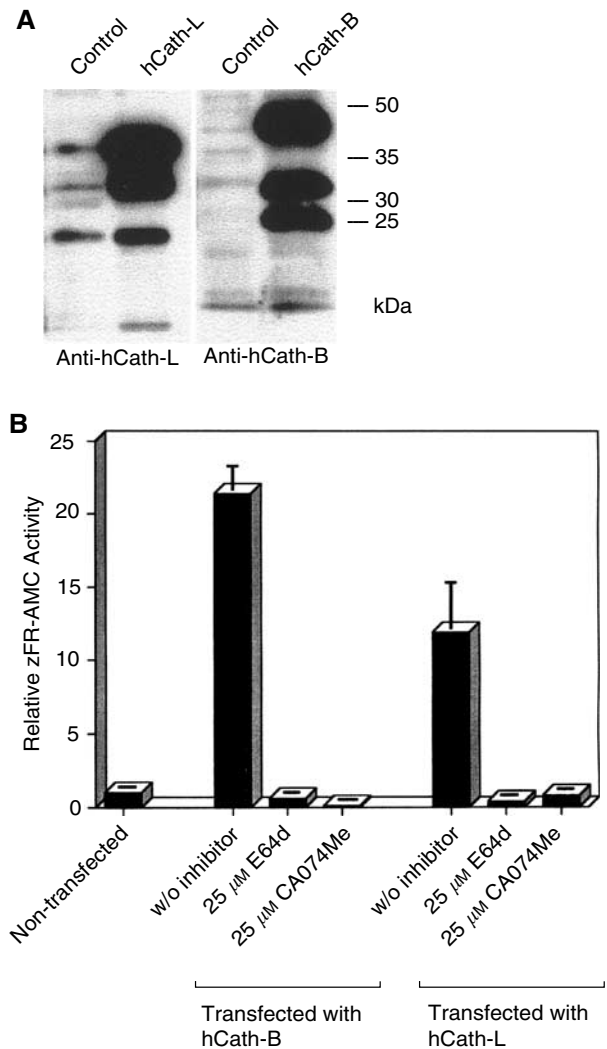 A
Control
hCath-L
Control
hCath-B
50
35
30
25
kDa
Anti-hCath-L
Anti-hCath-B
B
Relative zFR-AMC Activity
25
20
15
10
5
0
Non-transfected
w/o inhibitor
25 μM E64d
25 μM CA074Me
w/o inhibitor
25 μM E64d
25 μM CA074Me
Transfected with
hCath-B
Transfected with
hCath-L